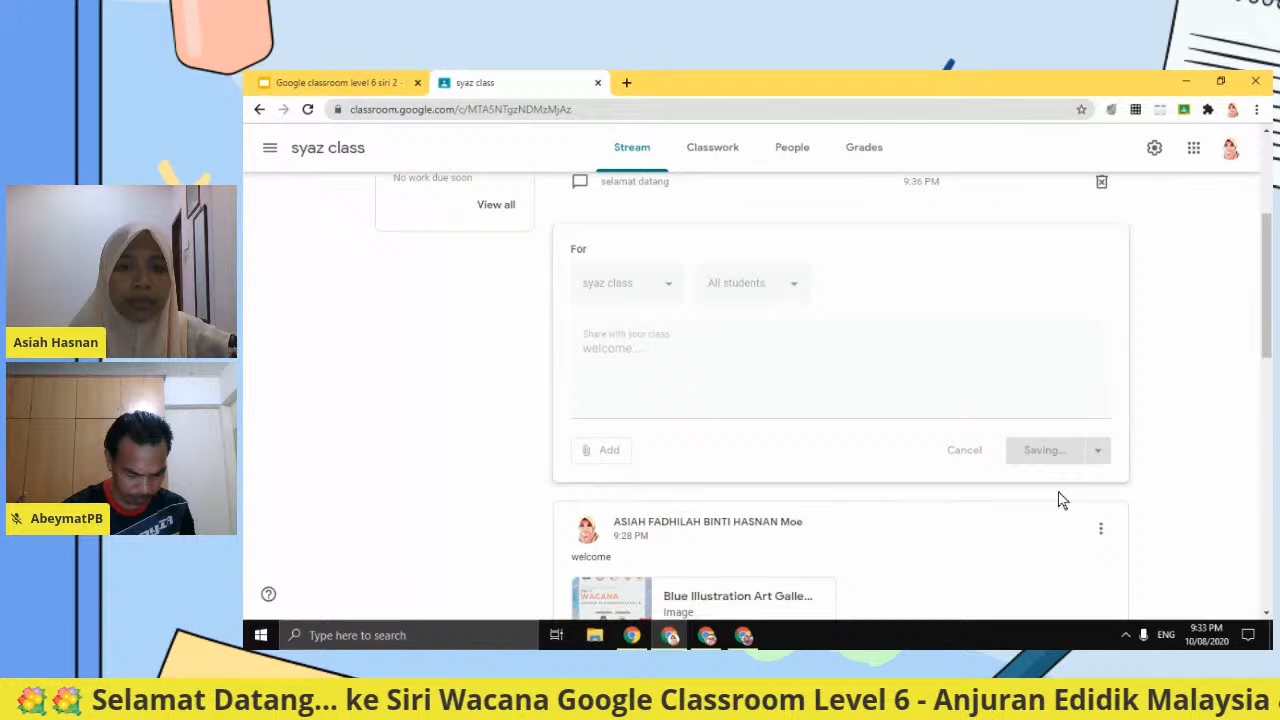 Google classroom level 6 siri 2 -
syaz class
classroom.google.com/c/MTA5NTgzNDMzMjAz
syaz class
Stream
Classwork
People
Grades
No work due soon
View all
selamat datang
9:36 PM
For
syaz class
All students
Share with your class
welcome ...
Add
Cancel
Saving...
ASIAH FADHILAH BINTI HASNAN Moe
9:28 PM
welcome
WACANA
Blue Illustration Art Galle...
Image
Asiah Hasnan
AbeymatPB
Type here to search
ENG
9:33 PM
10/08/2020
Selamat Datang... ke Siri Wacana Google Classroom Level 6 - Anjuran Edidik Malaysia